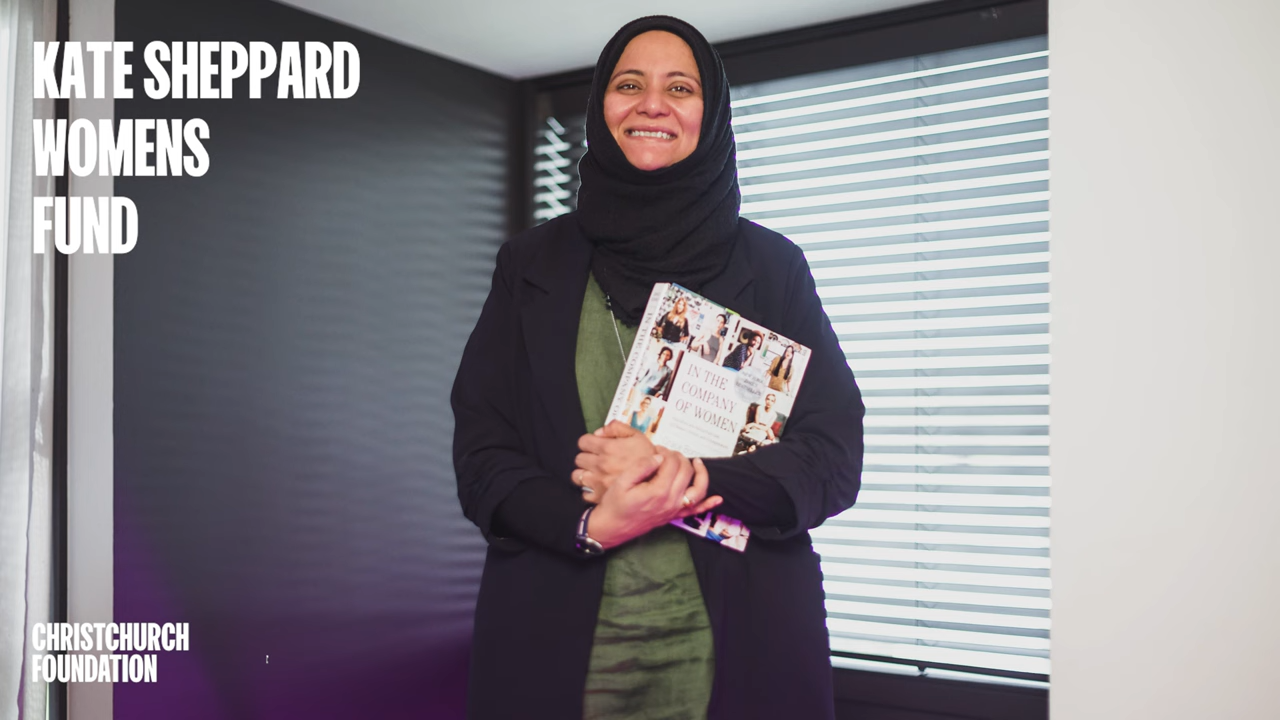 KATE SHEPPARD
WOMENS
FUND
IN THE
COMPANY
OF WOMEN
CHRISTCHURCH
FOUNDATION